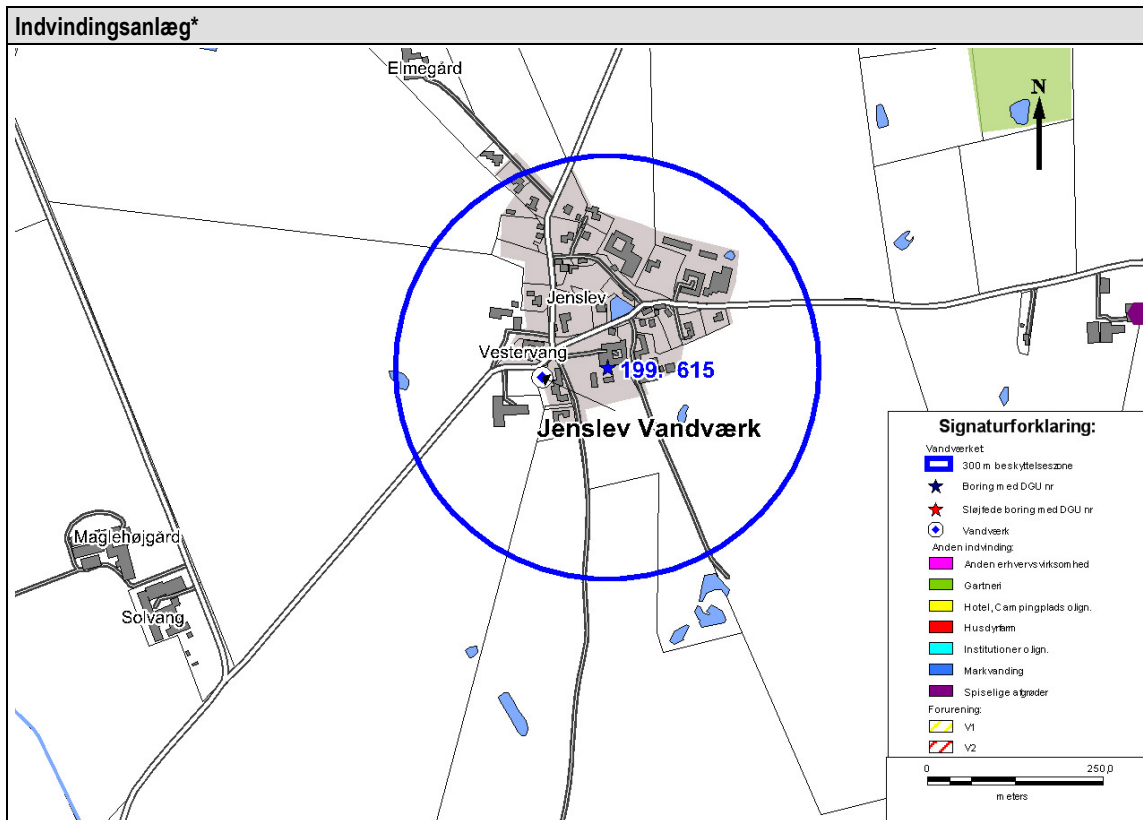 Indvindingsanlæg*
Elmegård
N
Jenslev
Vestervang
199. 615
Jenslev Vandværk
Maglehøjgård
Solvang
Signaturforklaring:
Vandværket
300 m beskyttelseszone
Boring med DGU nr
Sløjfede boring med DGU nr
Vandværk
Anden indvinding:
Anden erhvervsvirksomhed
Gartneri
Hotel, Campingplads o.lign.
Husdyrfarm
Institutioner o.lign.
Markvanding
Spiselige afgrøder
Forurening:
V1
V2
0 250,0
meters